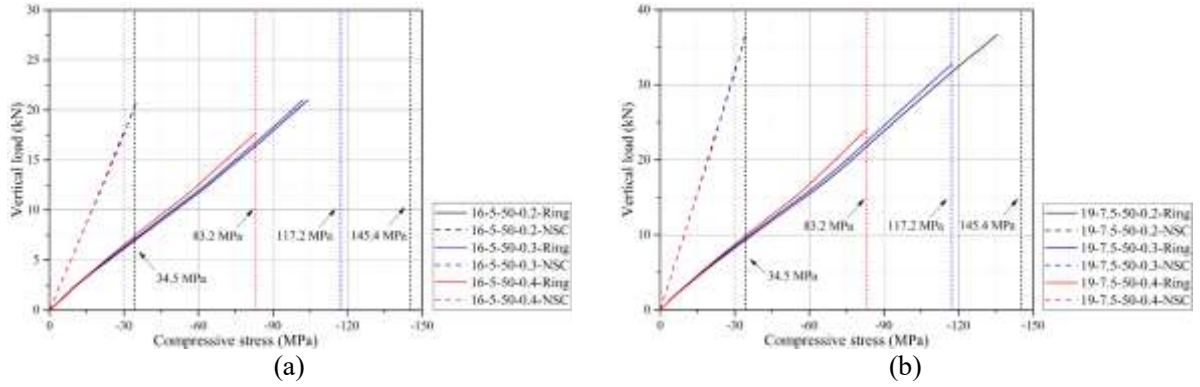 30
25
20
15
10
5
0
Vertical load (kN)
0
-30
-60
-90
-120
-150
Compressive stress (MPa)
34.5 MPa
83.2 MPa
117.2 MPa
145.4 MPa
16-5-50-0.2-Ring
16-5-50-0.2-NSC
16-5-50-0.3-Ring
16-5-50-0.3-NSC
16-5-50-0.4-Ring
16-5-50-0.4-NSC
(a)
40
30
20
10
0
Vertical load (kN)
0
-30
-60
-90
-120
-150
Compressive stress (MPa)
34.5 MPa
83.2 MPa
117.2 MPa
145.4 MPa
19-7.5-50-0.2-Ring
19-7.5-50-0.2-NSC
19-7.5-50-0.3-Ring
19-7.5-50-0.3-NSC
19-7.5-50-0.4-Ring
19-7.5-50-0.4-NSC
(b)